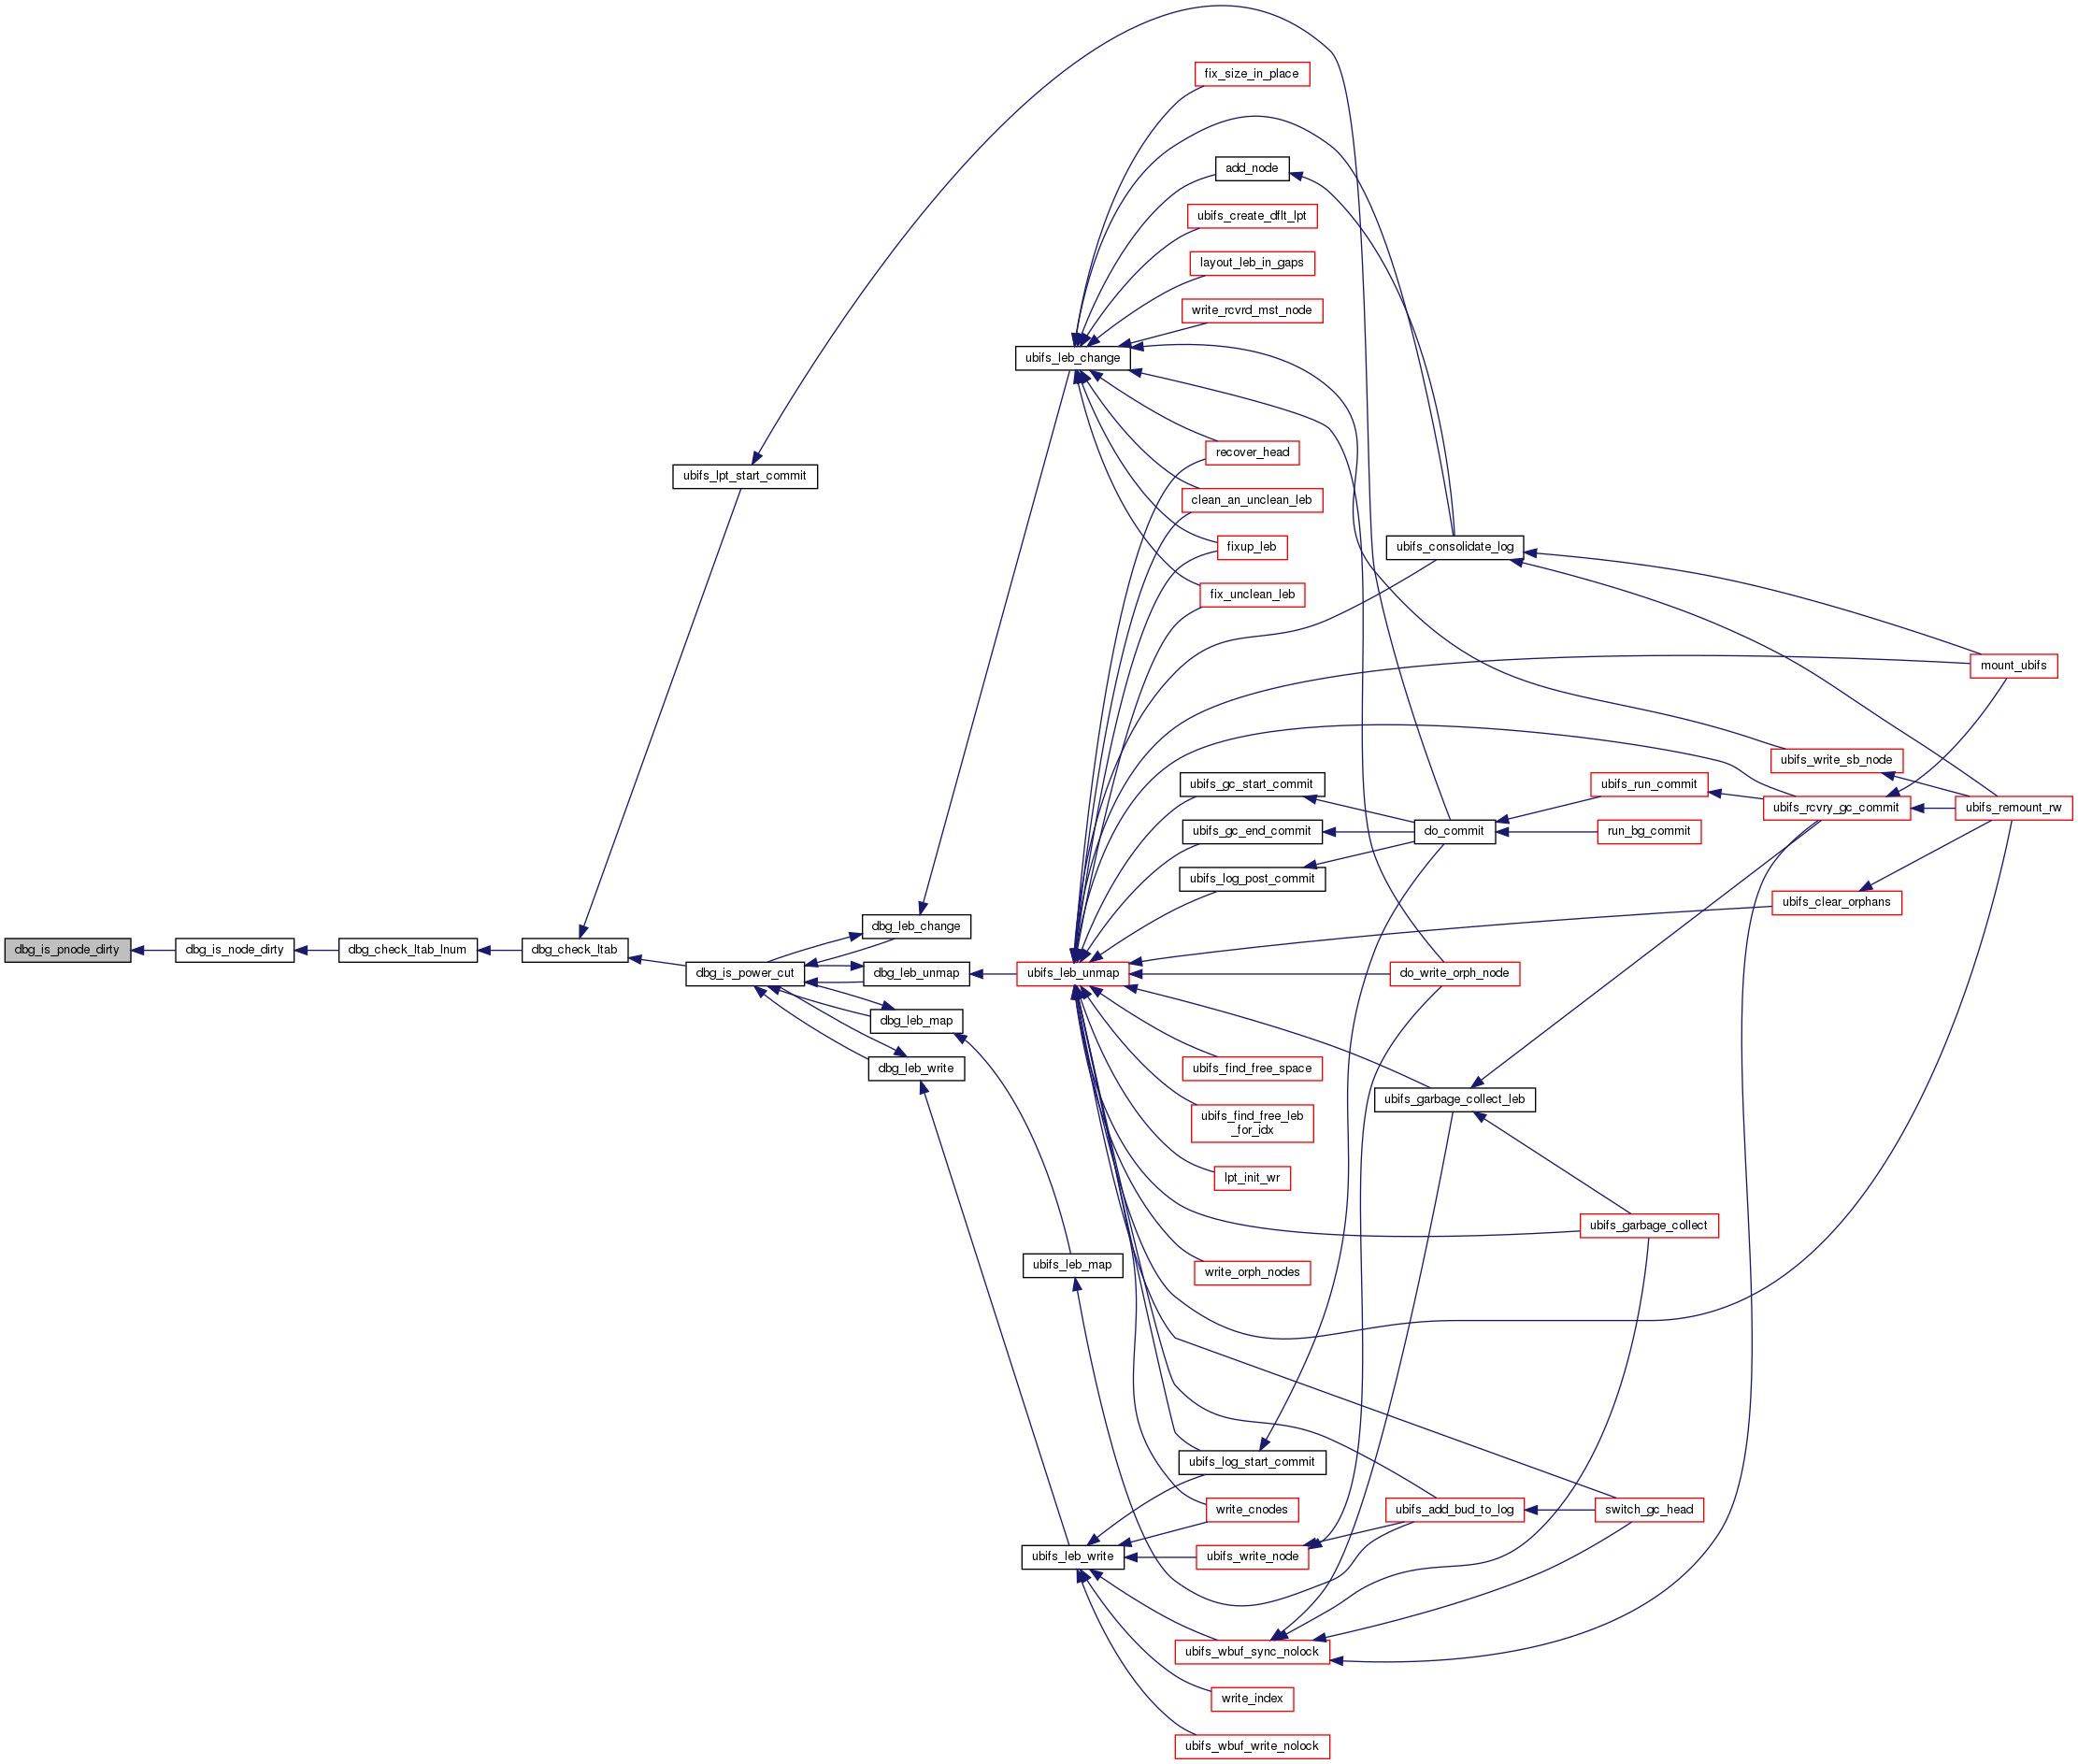 fix_size_in_place
add_node
ubifs_create_dflt_lpt
layout_leb_in_gaps
write_rcvrd_mst_node
ubifs_leb_change
recover_head
ubifs_lpt_start_commit
clean_an_unclean_leb
fixup_leb
ubifs_consolidate_log
fix_unclean_leb
mount_ubifs
ubifs_write_sb_node
ubifs_gc_start_commit
ubifs_run_commit
ubifs_rcvry_gc_commit
ubifs_remount_rw
ubifs_gc_end_commit
do_commit
run_bg_commit
ubifs_log_post_commit
ubifs_clear_orphans
dbg_leb_change
dbg_is_pnode_dirty
dbg_is_node_dirty
dbg_check_ltab_lnum
dbg_check_ltab
dbg_is_power_cut
dbg_leb_unmap
ubifs_leb_unmap
do_write_orph_node
dbg_leb_map
dbg_leb_write
ubifs_find_free_space
ubifs_garbage_collect_leb
ubifs_find_free_leb
_for_idx
lpt_init_wr
ubifs_garbage_collect
ubifs_leb_map
write_orph_nodes
ubifs_log_start_commit
write_cnodes
ubifs_add_bud_to_log
switch_gc_head
ubifs_leb_write
ubifs_write_node
ubifs_wbuf_sync_nolock
write_index
ubifs_wbuf_write_nolock